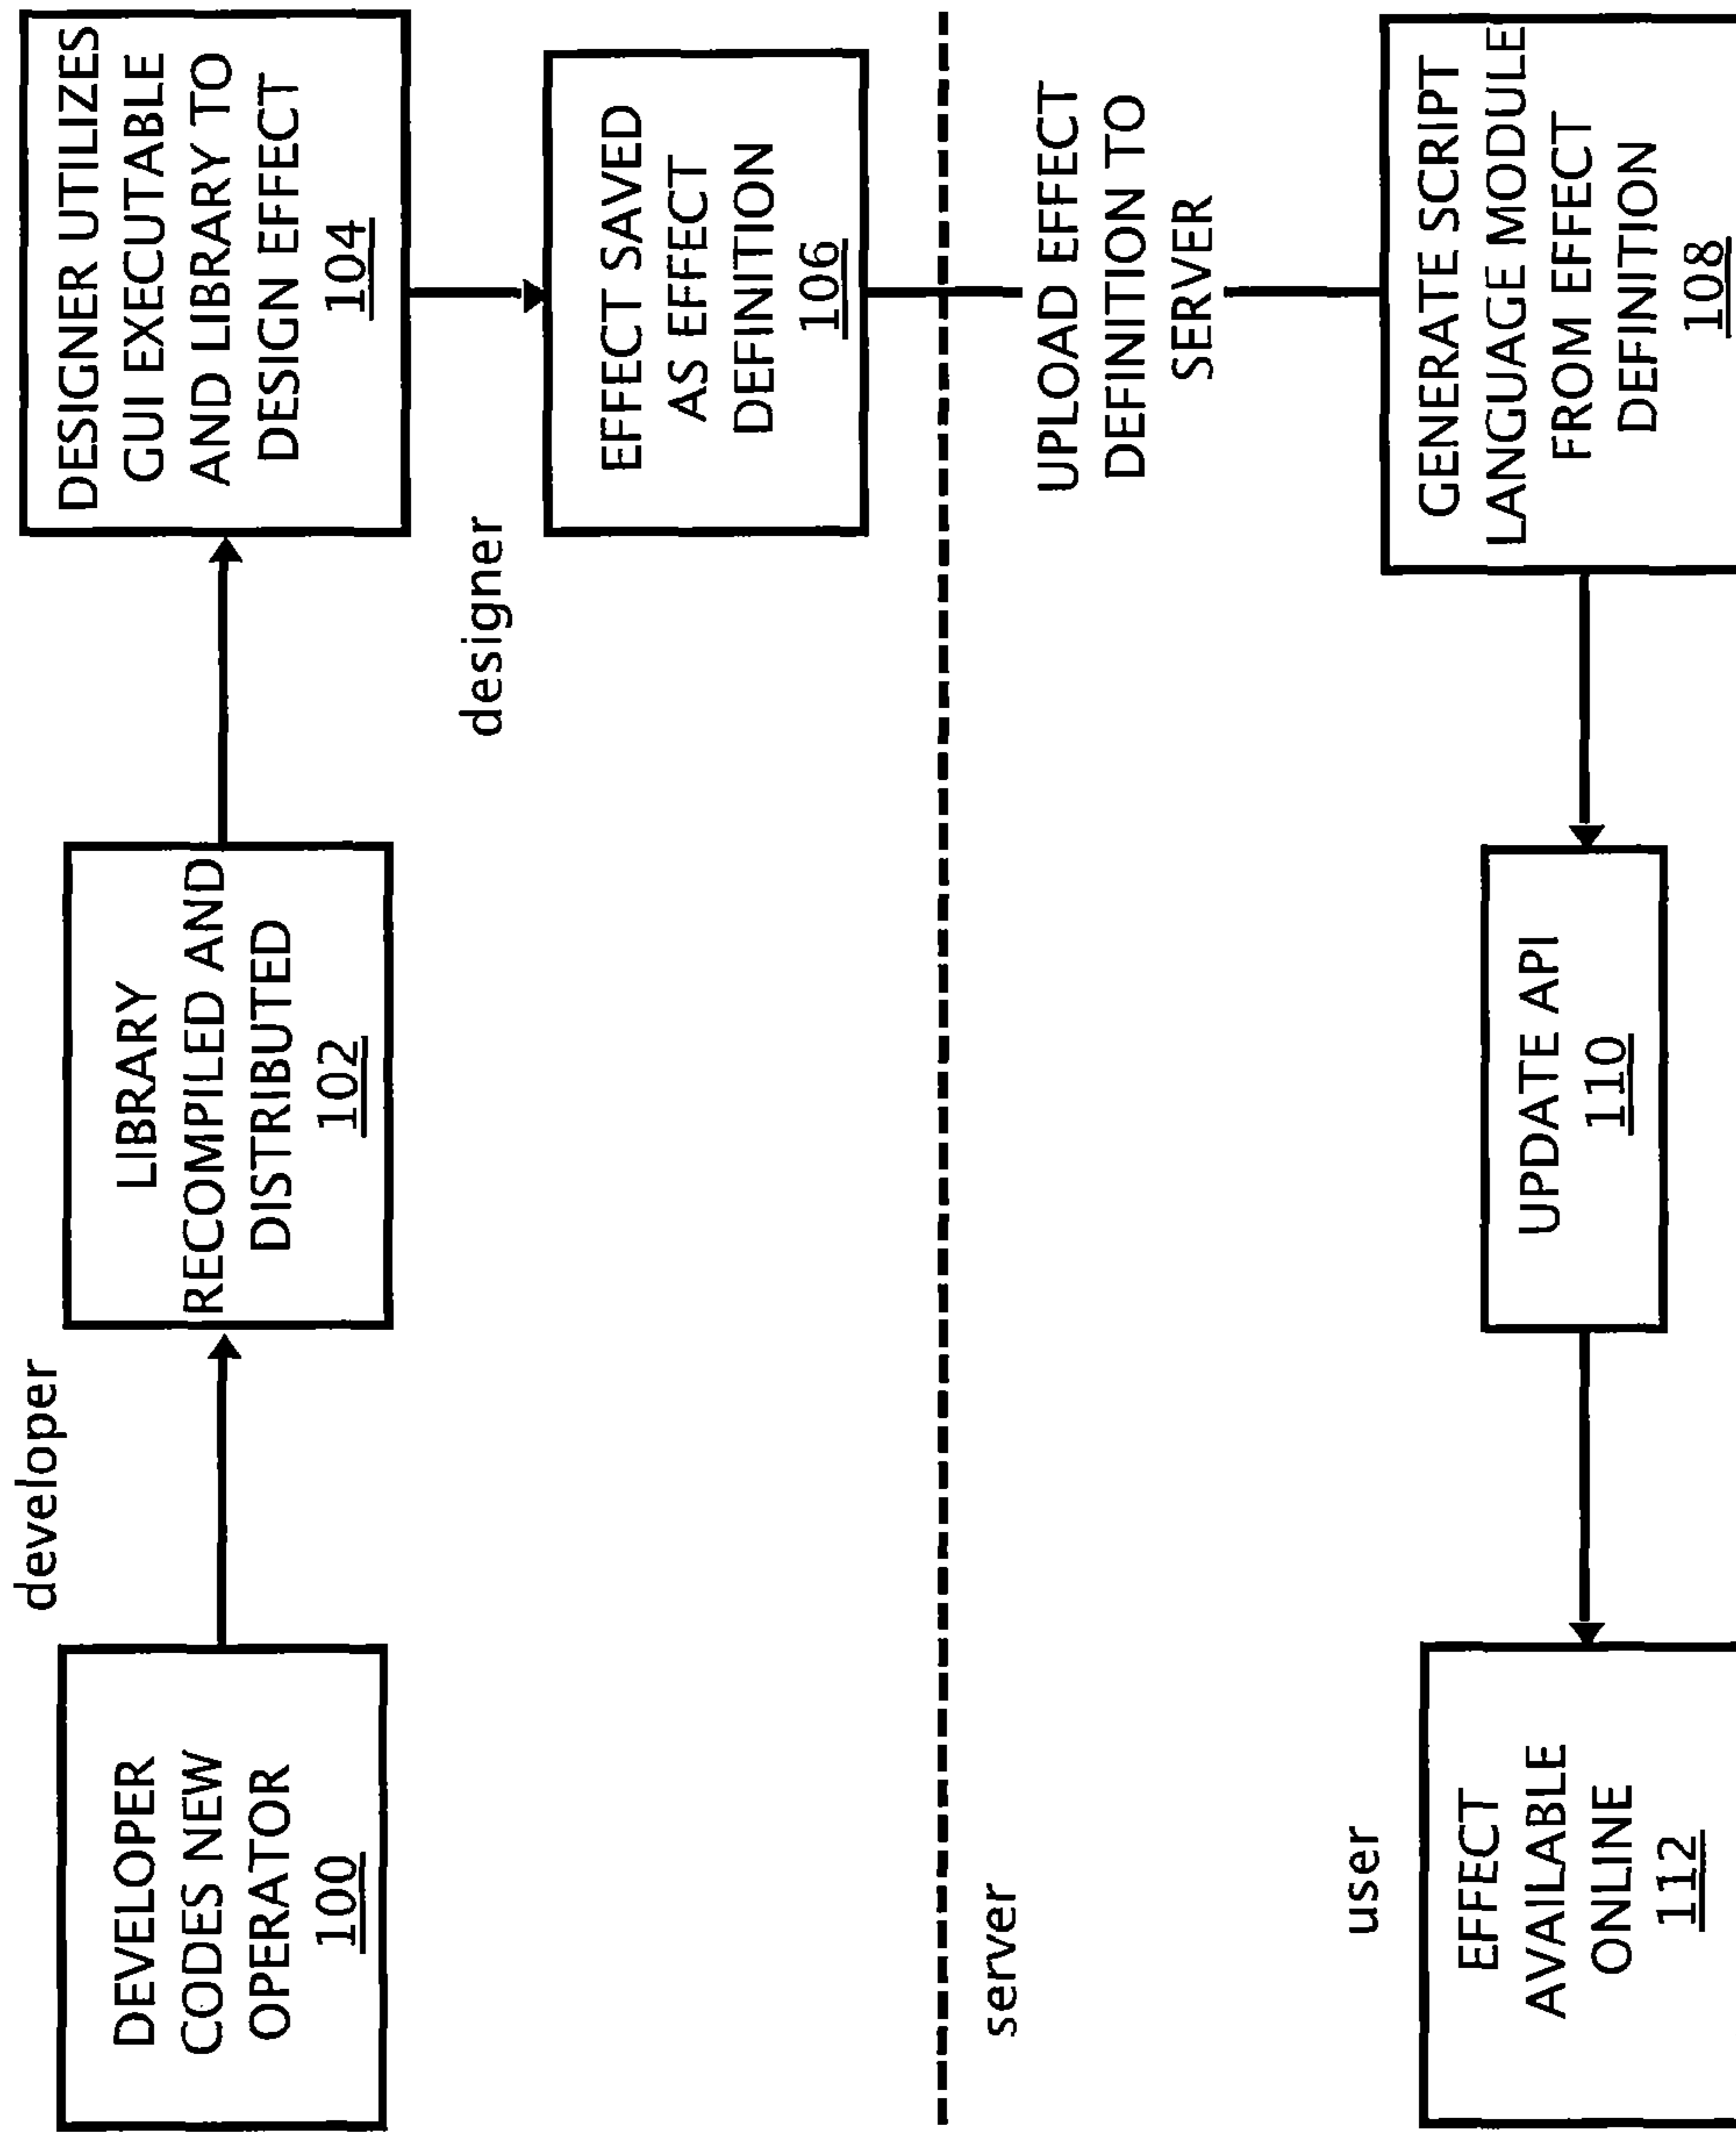 developer
DEVELOPER
CODES NEW
OPERATOR
100
LIBRARY
RECOMPILED AND
DISTRIBUTED
102
DESIGNER UTILIZES
GUI EXECUTABLE
AND LIBRARY TO
DESIGN EFFECT
104
designer
EFFECT SAVED
AS EFFECT
DEFINITION
106
server
UPLOAD EFFECT
DEFINITION TO
SERVER
GENERATE SCRIPT
LANGUAGE MODULE
FROM EFFECT
DEFINITION
108
UPDATE API
110
user
EFFECT
AVAILABLE
ONLINE
112